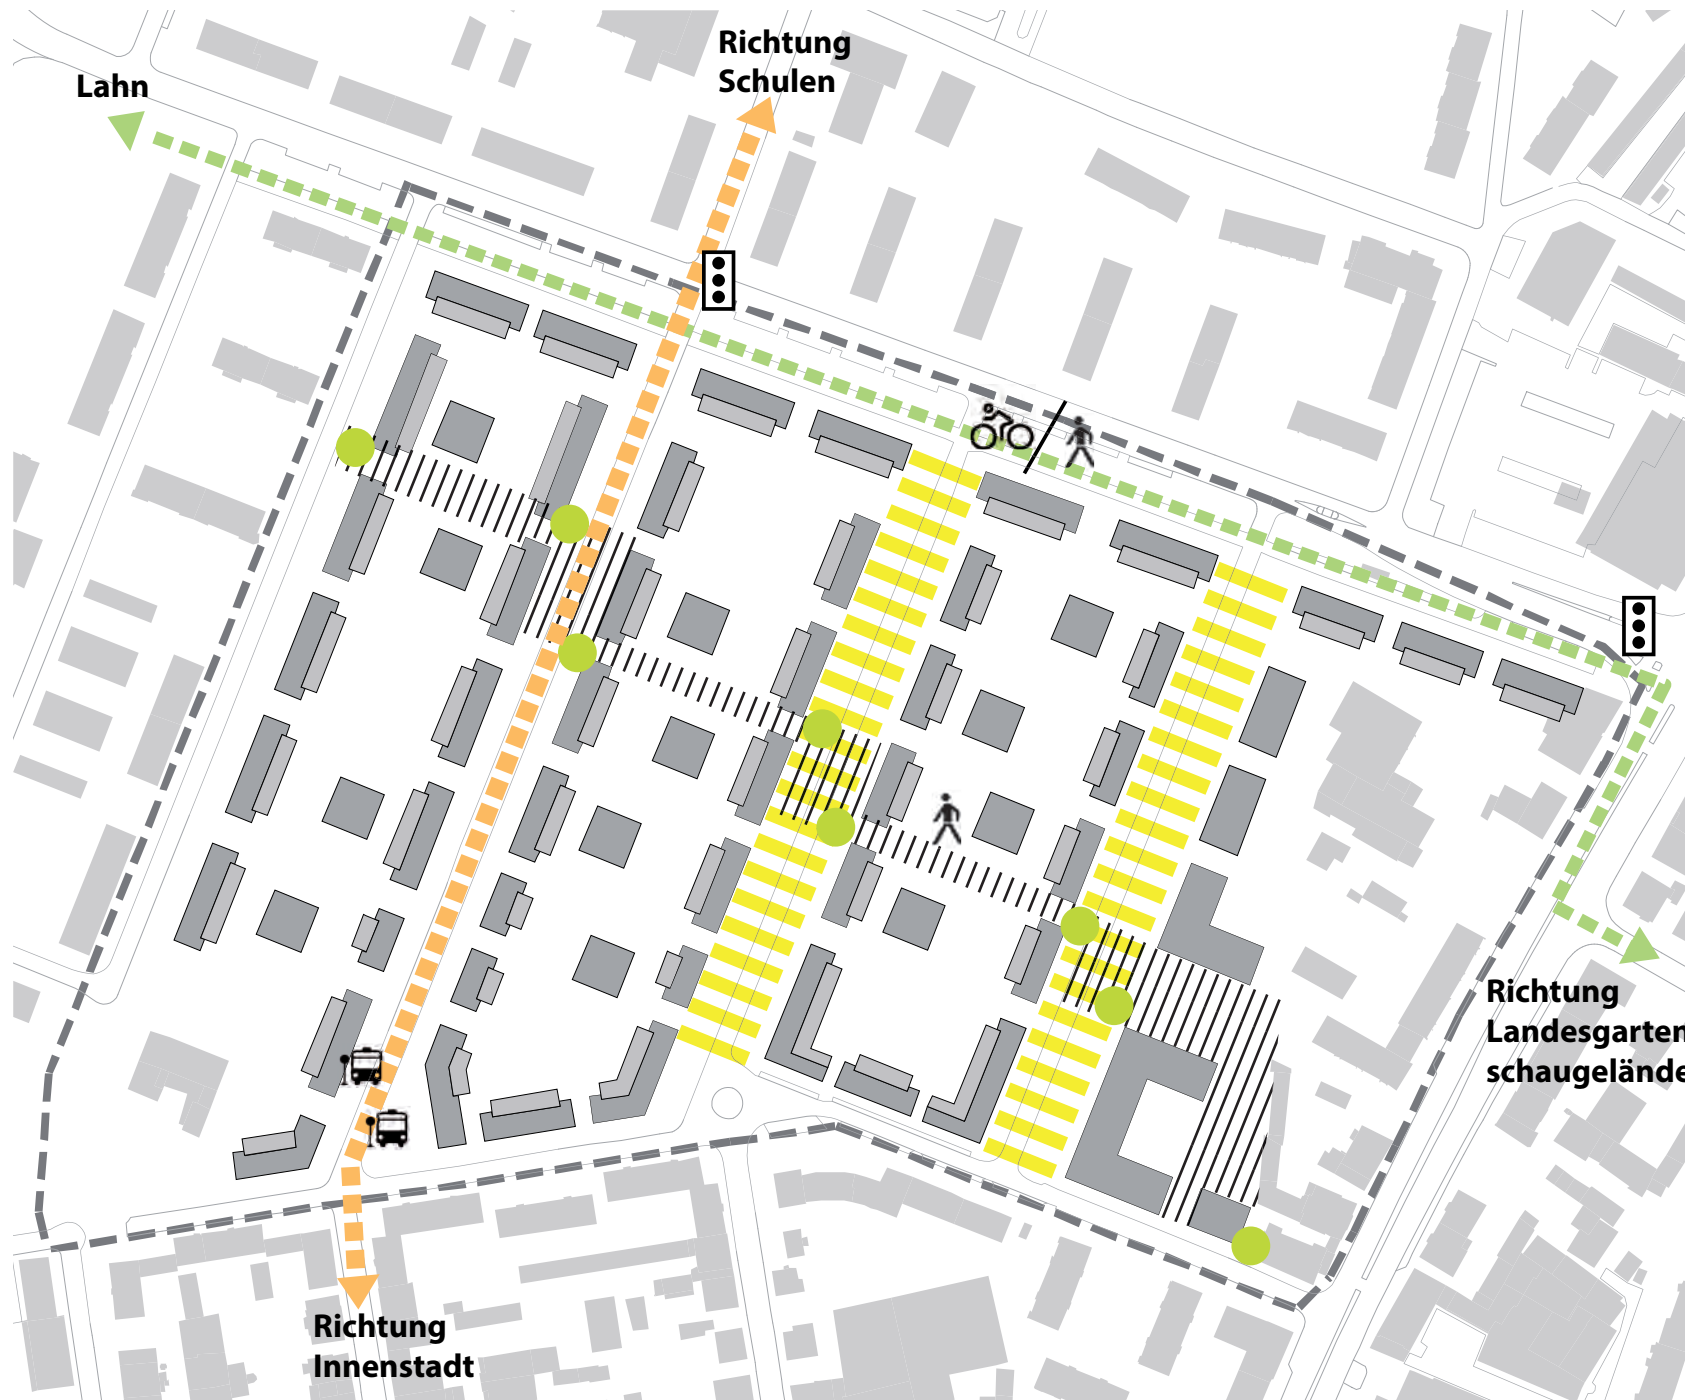 Richtung
Schulen
Lahn
Richtung
Landesgarten
schaugelände
Richtung
Innenstadt